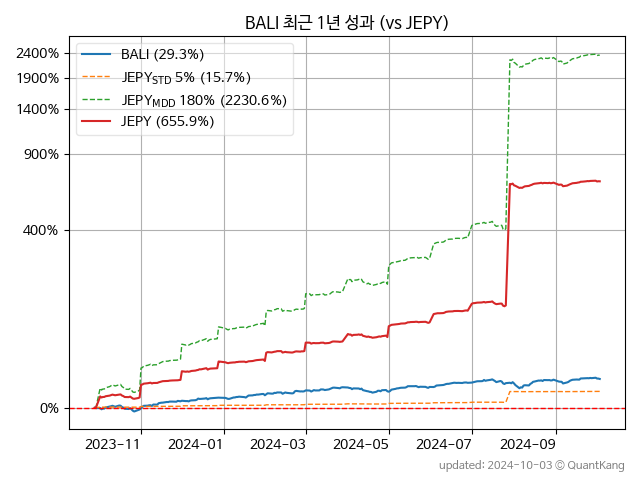 BALI 최근 1년 성과 (vs JEPY)
2400%
1900%
1400%
900%
400%
0%
BALI (29.3%)
JEPYSTD 5% (15.7%)
JEPYMDD 180% (2230.6%)
JEPY (655.9%)
2023-11
2024-01
2024-03
2024-05
2024-07
2024-09
updated: 2024-10-03 © QuantKang